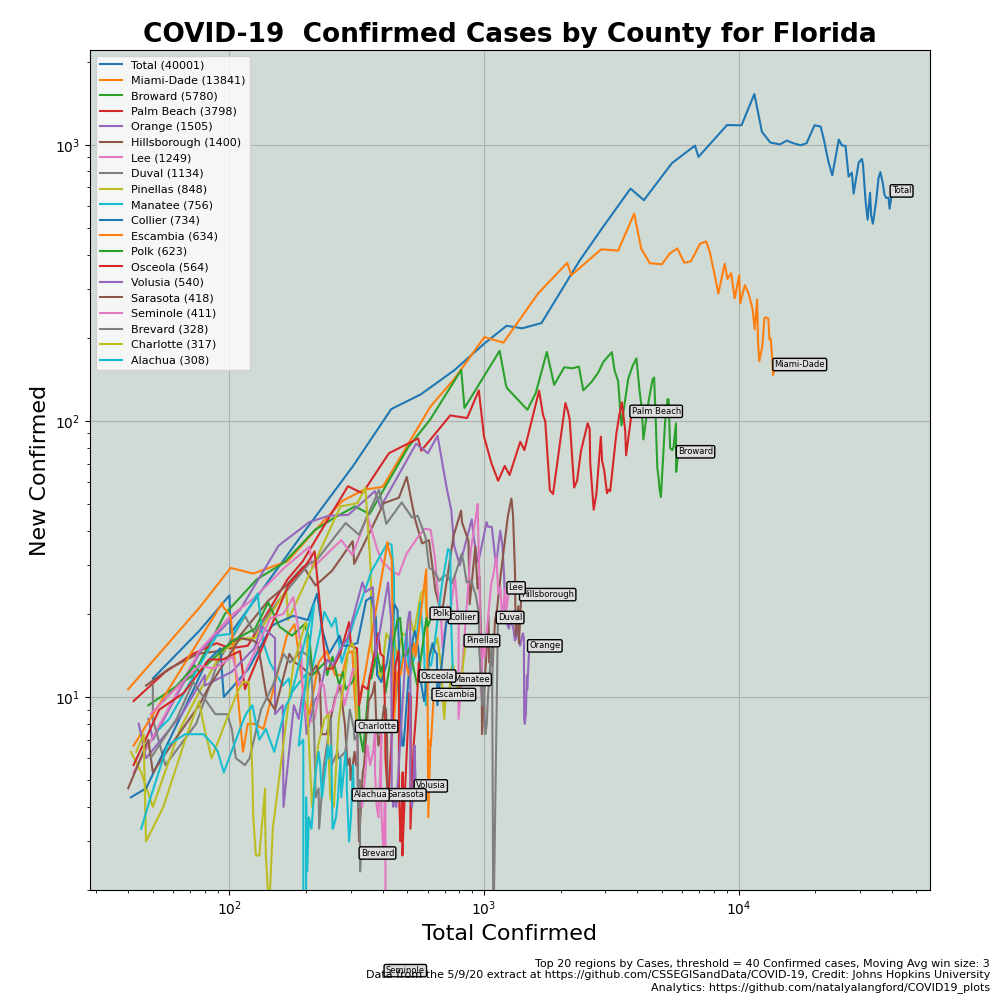 COVID-19  Confirmed Cases by County for Florida
Total (40001)
Miami-Dade (13841)
Broward (5780)
Palm Beach (3798)
Orange (1505)
Hillsborough (1400)
Lee (1249)
Duval (1134)
Pinellas (848)
Manatee (756)
Collier (734)
Escambia (634)
Polk (623)
Osceola (564)
Volusia (540)
Sarasota (418)
Seminole (411)
Brevard (328)
Charlotte (317)
Alachua (308)
10³
10²
10¹
New Confirmed
Total
Miami-Dade
Palm Beach
Broward
Lee
Hillsborough
Polk
Collier
Duval
Pinellas
Orange
Osceola
Manatee
Escambia
Charlotte
Volusia
Alachua
Sarasota
Brevard
10²
10³
10⁴
Total Confirmed
Seminole
Top 20 regions by Cases, threshold = 40 Confirmed cases, Moving Avg win size: 3
Data from the 5/9/20 extract at https://github.com/CSSEGISandData/COVID-19, Credit: Johns Hopkins University
Analytics: https://github.com/natalyalangford/COVID19_plots